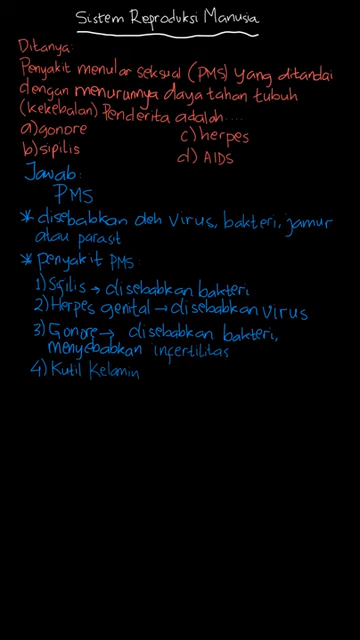 Sistem Reproduksi Manusia
Ditanya:
Penyakit menular seksual (PMS) yang ditandai
dengan menurunnya daya tahan tubuh
(kekebalan) Penderita adalah....
a) gonore
c) herpes
b) sipilis
d) AIDS
Jawab:
PMS
* disebabkan oleh virus, bakteri, jamur
atau parasit
* Penyakit PMS:
1) Sifilis → disebabkan bakteri
2) Herpes genital → disebabkan virus
3) Gonore → disebabkan bakteri,
menyebabkan infertilitas
4) Kutil Kelamin